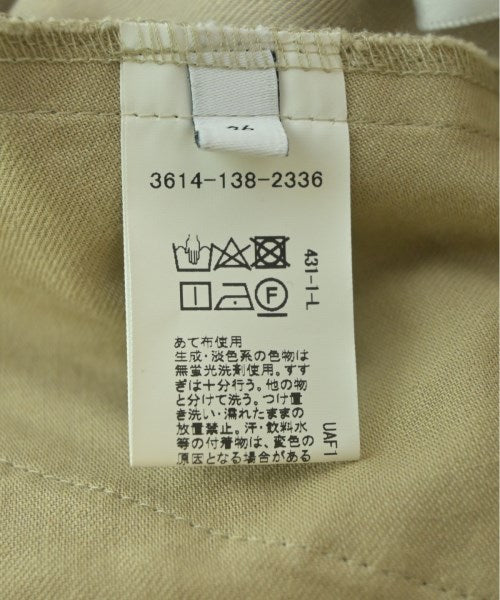 3614-138-2336
431-1-L
F
あて布使用
生成・淡色系の色物は
無蛍光洗剤使用。すす
ぎは十分行う。他の物
と分けて洗う。つけ置
き洗い・濡れたままの
放置禁止。汗・飲料水
等の付着物は、変色の
原因となる場合がある
UAF1